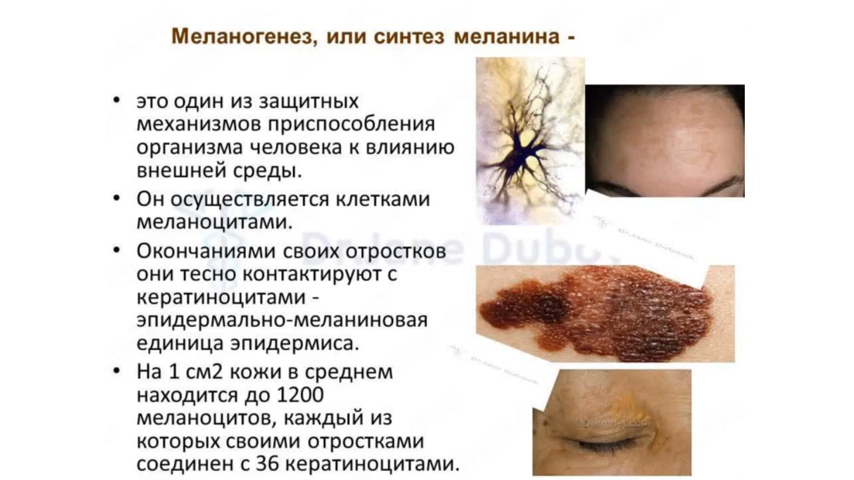 Меланогенез, или синтез меланина -
• это один из защитных
механизмов приспособления
организма человека к влиянию
внешней среды.
• Он осуществляется клетками
меланоцитами.
• Окончаниями своих отростков
они тесно контактируют с
кератиноцитами -
эпидермально-меланиновая
единица эпидермиса.
• На 1 см2 кожи в среднем
находится до 1200
меланоцитов, каждый из
которых своими отростками
соединен с 36 кератиноцитами.